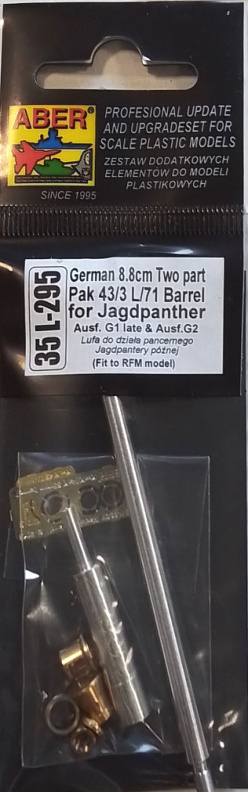 ABER®
SINCE 1995
PROFESIONAL UPDATE
AND UPGRADESET FOR
SCALE PLASTIC MODELS
ZESTAW DODATKOWYCH
ELEMENTÓW DO MODELI
PLASTIKOWYCH
35 L-295
German 8.8cm Two part
Pak 43/3 L/71 Barrel
for Jagdpanther
Ausf. G1 late & Ausf.G2
Lufa do działa pancernego
Jagdpantery późnej
(Fit to RFM model)